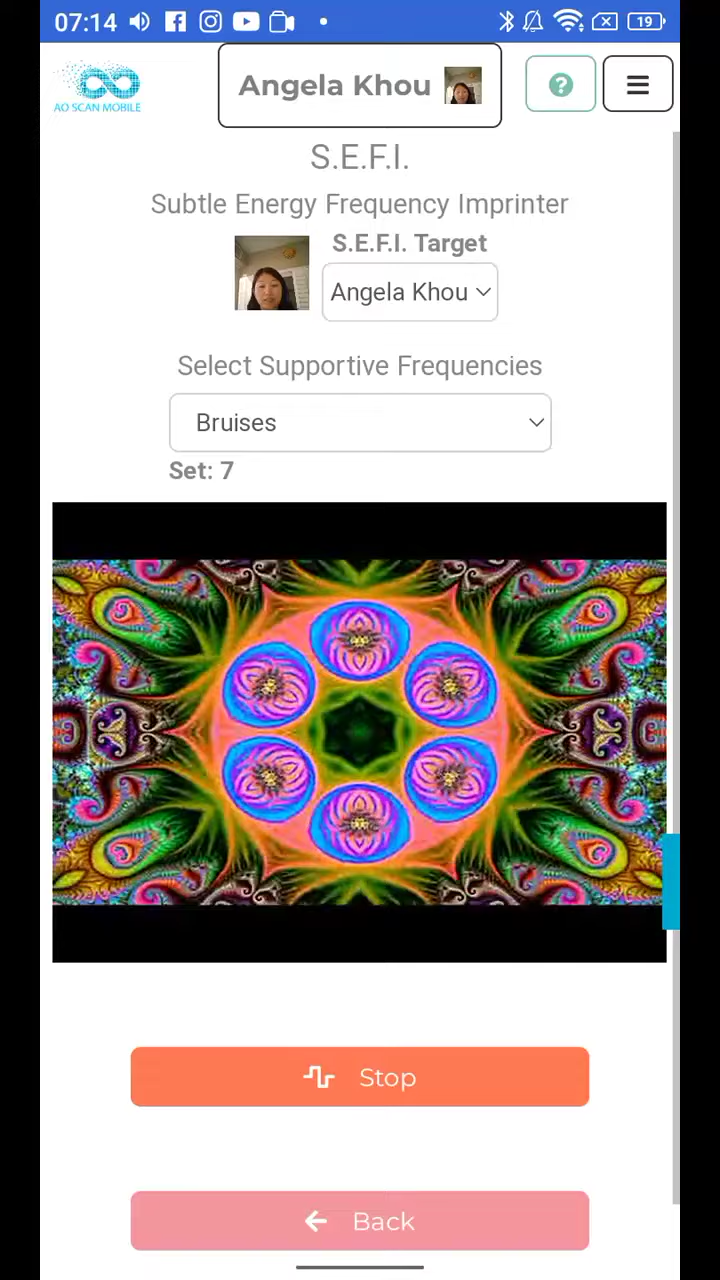 07:14
19
AO SCAN MOBILE
Angela Khou
?
S.E.F.I.
Subtle Energy Frequency Imprinter
S.E.F.I. Target
Angela Khou
Select Supportive Frequencies
Bruises
Set: 7
Stop
Back